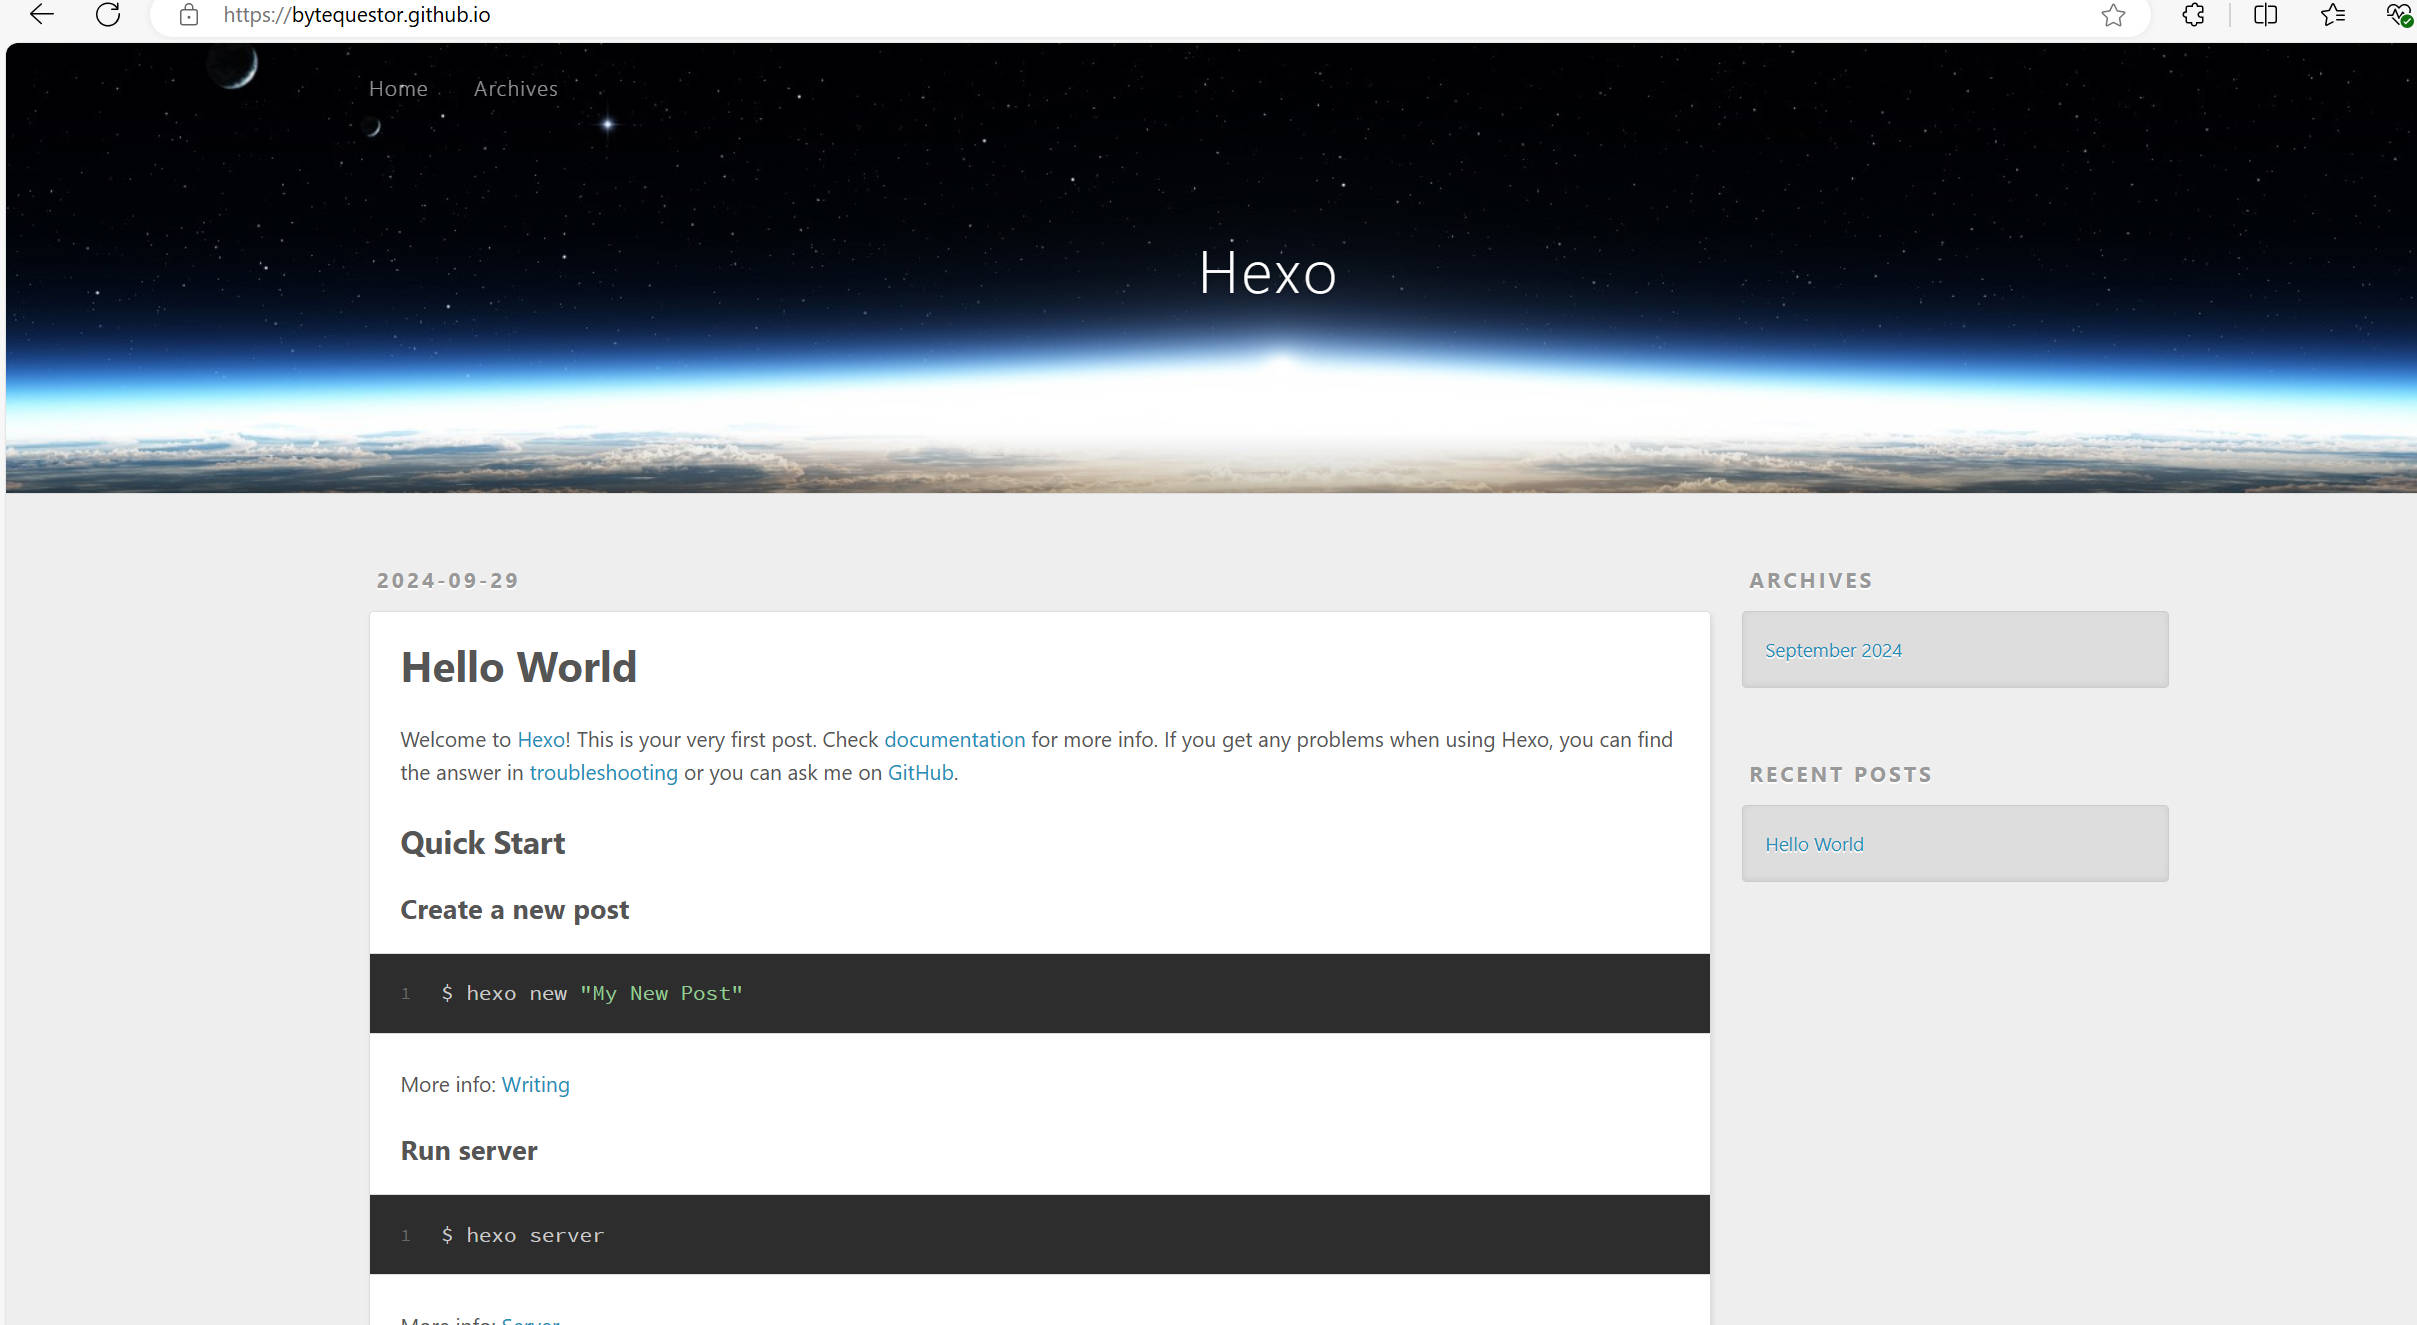 https://bytequestor.github.io
Home Archives
Hexo
2024-09-29
Hello World
Welcome to Hexo! This is your very first post. Check documentation for more info. If you get any problems when using Hexo, you can find
the answer in troubleshooting or you can ask me on GitHub.
Quick Start
Create a new post
1 $ hexo new "My New Post"
More info: Writing
Run server
1 $ hexo server
More info: Server
ARCHIVES
September 2024
RECENT POSTS
Hello World